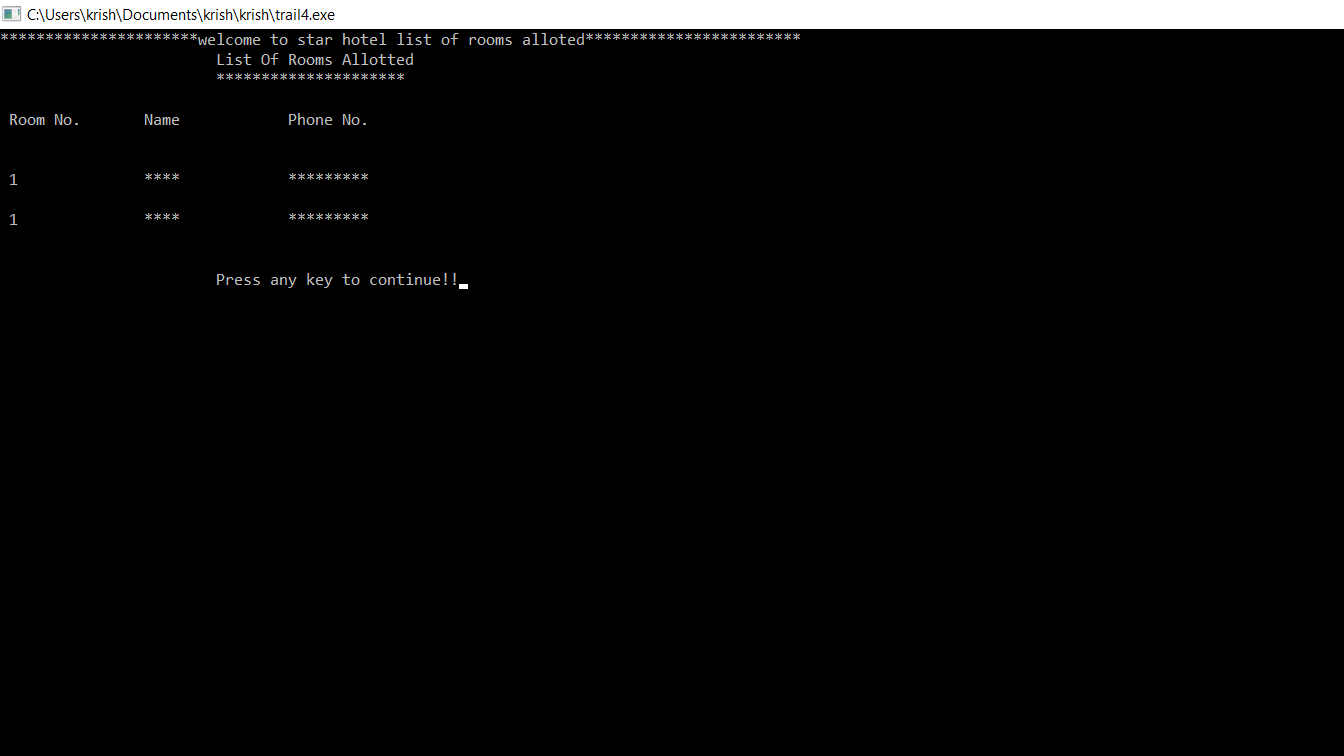 C:\Users\krish\Documents\krish\krish\trail4.exe
**********************welcome to star hotel list of rooms alloted************************
List Of Rooms Allotted
*********************
Room No. Name Phone No.
1 **** *********
1 **** *********
Press any key to continue!!